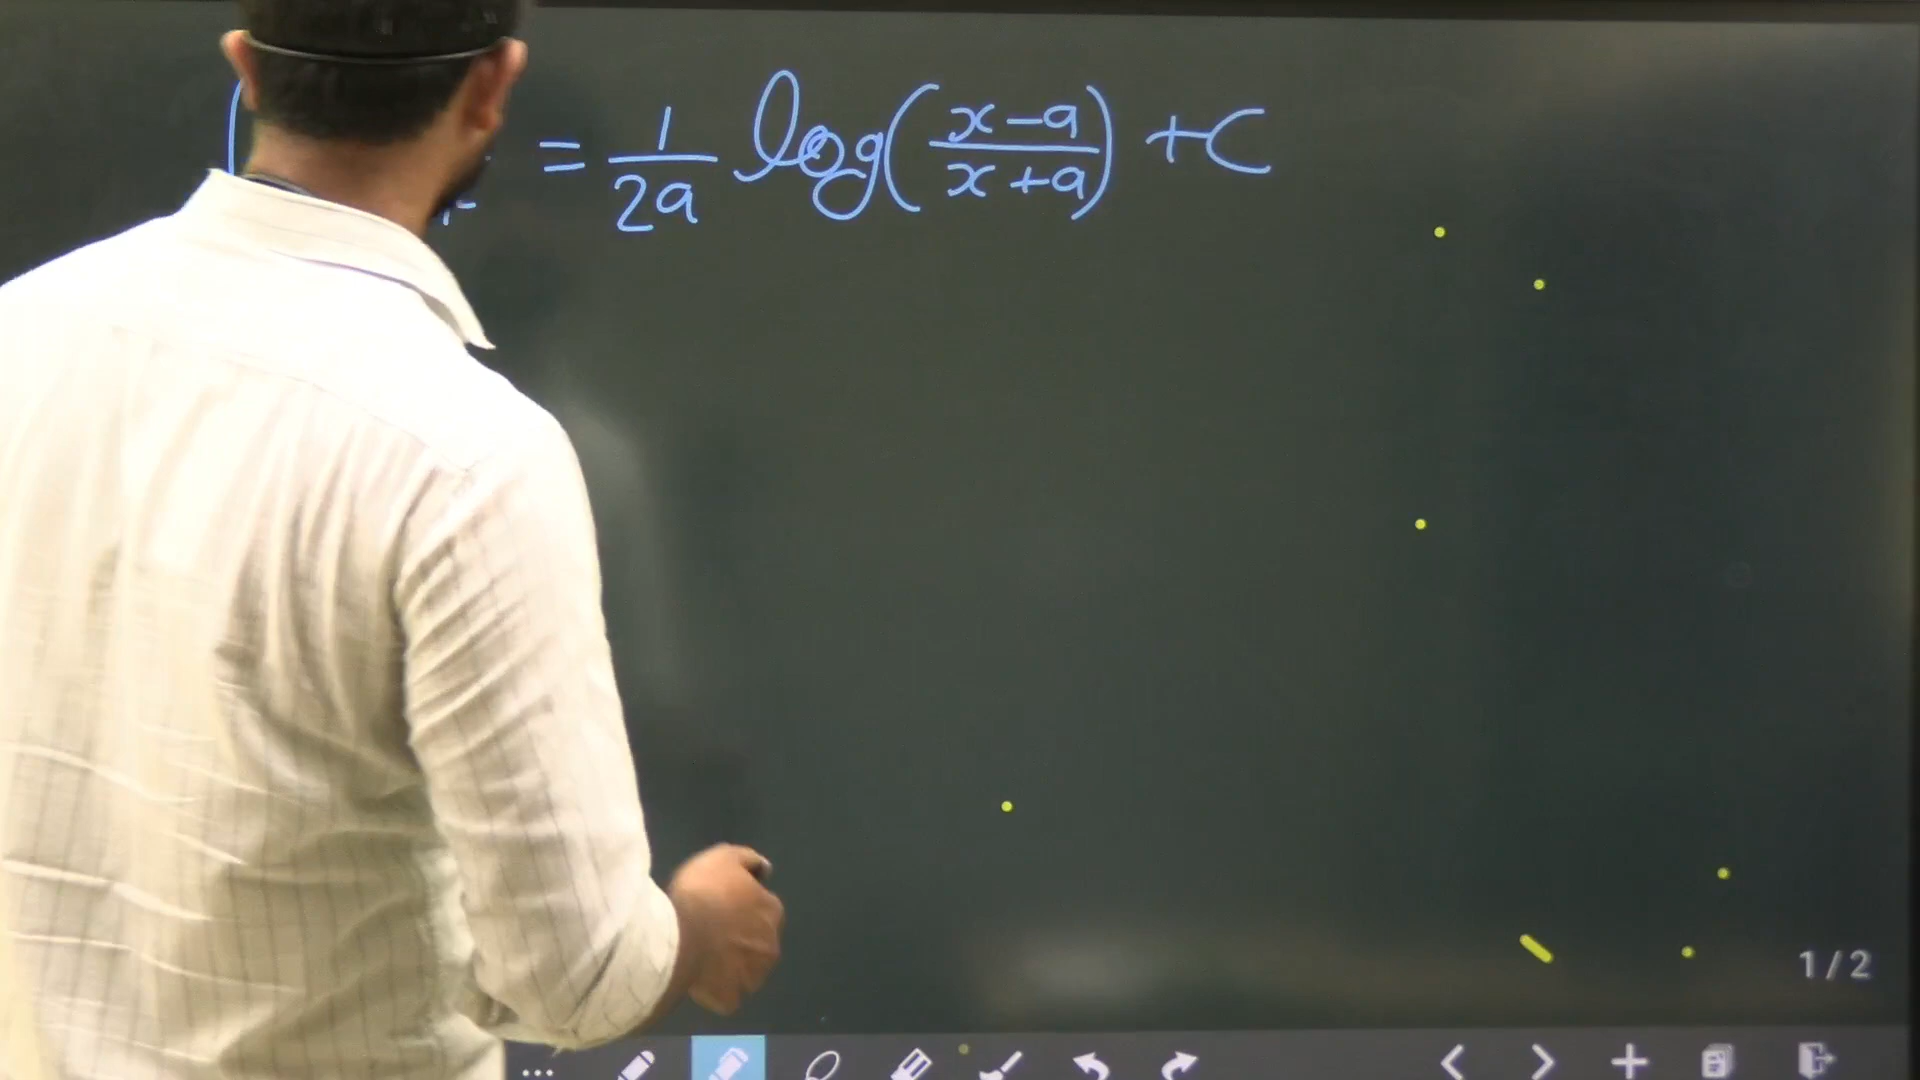 = 1/2a log(x-a/x+a) +C
1/2